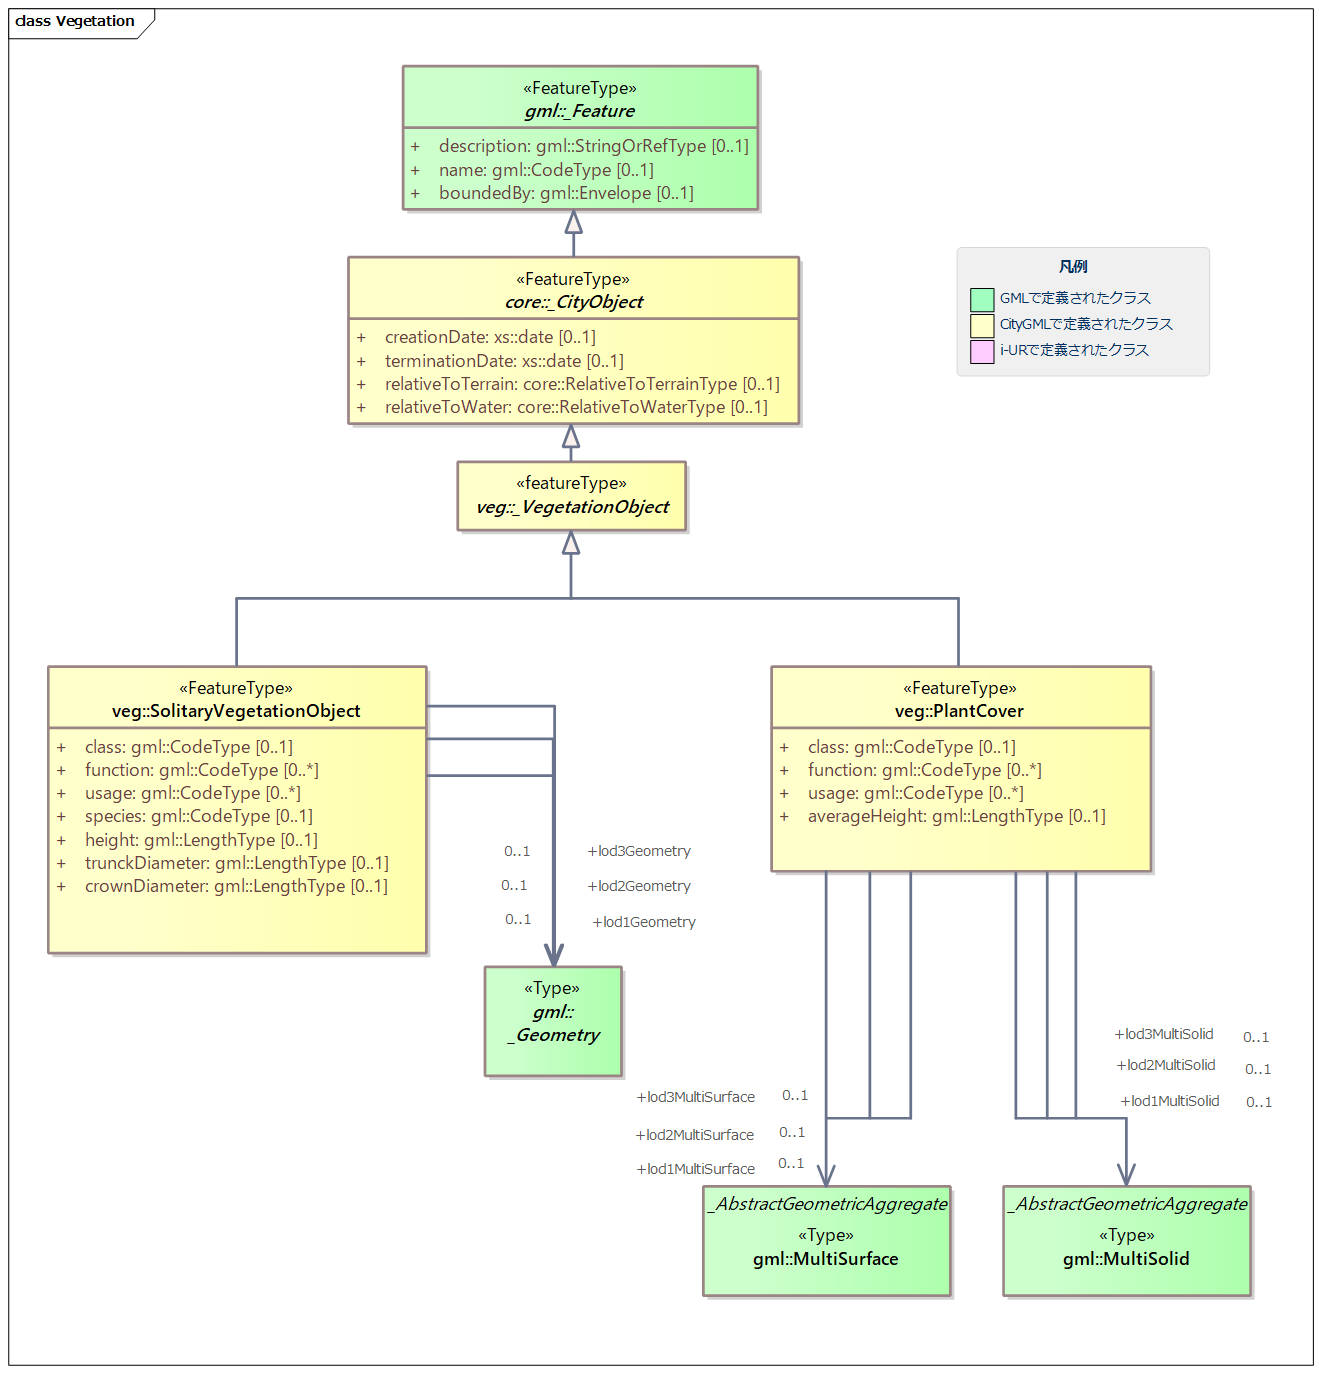 class Vegetation
«FeatureType»
gml::_Feature
+ description: gml::StringOrRefType [0..1]
+ name: gml::CodeType [0..1]
+ boundedBy: gml::Envelope [0..1]
«FeatureType»
core::_CityObject
+ creationDate: xs::date [0..1]
+ terminationDate: xs::date [0..1]
+ relativeToTerrain: core::RelativeToTerrainType [0..1]
+ relativeToWater: core::RelativeToWaterType [0..1]
凡例
GMLで定義されたクラス
CityGMLで定義されたクラス
i-URで定義されたクラス
«featureType»
veg::_VegetationObject
«FeatureType»
veg::SolitaryVegetationObject
+ class: gml::CodeType [0..1]
+ function: gml::CodeType [0..*]
+ usage: gml::CodeType [0..*]
+ species: gml::CodeType [0..1]
+ height: gml::LengthType [0..1]
+ trunckDiameter: gml::LengthType [0..1]
+ crownDiameter: gml::LengthType [0..1]
«FeatureType»
veg::PlantCover
+ class: gml::CodeType [0..1]
+ function: gml::CodeType [0..*]
+ usage: gml::CodeType [0..*]
+ averageHeight: gml::LengthType [0..1]
0..1 +lod3Geometry
0..1 +lod2Geometry
0..1 +lod1Geometry
«Type»
gml::
_Geometry
+lod3MultiSolid 0..1
+lod2MultiSolid 0..1
+lod1MultiSolid 0..1
+lod3MultiSurface 0..1
+lod2MultiSurface 0..1
+lod1MultiSurface 0..1
_AbstractGeometricAggregate
«Type»
gml::MultiSurface
_AbstractGeometricAggregate
«Type»
gml::MultiSolid